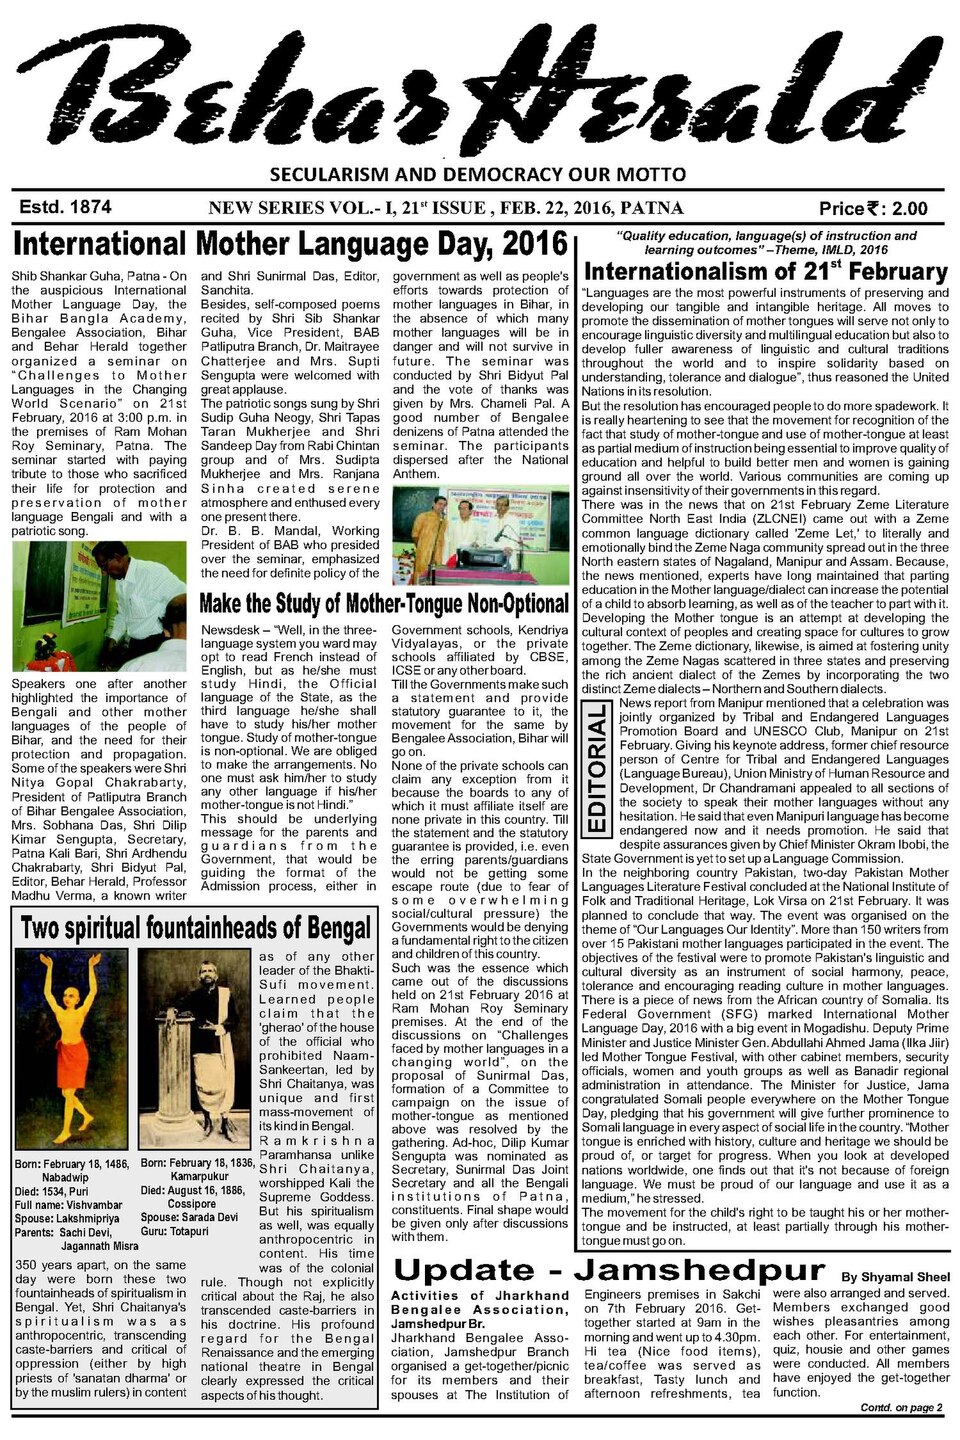 Behar Herald
SECULARISM AND DEMOCRACY OUR MOTTO
Estd. 1874
NEW SERIES VOL.- I, 21st ISSUE , FEB. 22, 2016, PATNA
Price₹: 2.00
International Mother Language Day, 2016
Shib Shankar Guha, Patna - On
the auspicious International
Mother Language Day, the
Bihar Bangla Academy,
Bengalee Association, Bihar
and Behar Herald together
organized a seminar on
"Challenges to Mother
Languages in the Changing
World Scenario" on 21st
February, 2016 at 3:00 p.m. in
the premises of Ram Mohan
Roy Seminary, Patna. The
seminar started with paying
tribute to those who sacrificed
their life for protection and
preservation of mother
language Bengali and with a
patriotic song.
Speakers one after another
highlighted the importance of
Bengali and other mother
languages of the people of
Bihar, and the need for their
protection and propagation.
Some of the speakers were Shri
Nitya Gopal Chakrabarty,
President of Patliputra Branch
of Bihar Bengalee Association,
Mrs. Sobhana Das, Shri Dilip
Kimar Sengupta, Secretary,
Patna Kali Bari, Shri Ardhendu
Chakrabarty, Shri Bidyut Pal,
Editor, Behar Herald, Professor
Madhu Verma, a known writer
and Shri Sunirmal Das, Editor,
Sanchita.
Besides, self-composed poems
recited by Shri Sib Shankar
Guha, Vice President, BAB
Patliputra Branch, Dr. Maitrayee
Chatterjee and Mrs. Supti
Sengupta were welcomed with
great applause.
The patriotic songs sung by Shri
Sudip Guha Neogy, Shri Tapas
Taran Mukherjee and Shri
Sandeep Day from Rabi Chintan
group and of Mrs. Sudipta
Mukherjee and Mrs. Ranjana
Sinha created serene
atmosphere and enthused every
one present there.
Dr. B. B. Mandal, Working
President of BAB who presided
over the seminar, emphasized
the need for definite policy of the
government as well as people's
efforts towards protection of
mother languages in Bihar, in
the absence of which many
mother languages will be in
danger and will not survive in
future. The seminar was
conducted by Shri Bidyut Pal
and the vote of thanks was
given by Mrs. Chameli Pal. A
good number of Bengalee
denizens of Patna attended the
seminar. The participants
dispersed after the National
Anthem.
Make the Study of Mother-Tongue Non-Optional
Newsdesk – "Well, in the three-
language system you ward may
opt to read French instead of
English, but as he/she must
study Hindi, the Official
language of the State, as the
third language he/she shall
have to study his/her mother
tongue. Study of mother-tongue
is non-optional. We are obliged
to make the arrangements. No
one must ask him/her to study
any other language if his/her
mother-tongue is not Hindi."
This should be underlying
message for the parents and
guardians from the
Government, that would be
guiding the format of the
Admission process, either in
Government schools, Kendriya
Vidyalayas, or the private
schools affiliated by CBSE,
ICSE or any other board.
Till the Governments make such
a statement and provide
statutory guarantee to it, the
movement for the same by
Bengalee Association, Bihar will
go on.
None of the private schools can
claim any exception from it
because the boards to any of
which it must affiliate itself are
none private in this country. Till
the statement and the statutory
guarantee is provided, i.e. even
the erring parents/guardians
would not be getting some
escape route (due to fear of
some overwhelming
social/cultural pressure) the
Governments would be denying
a fundamental right to the citizen
and children of this country.
Such was the essence which
came out of the discussions
held on 21st February 2016 at
Ram Mohan Roy Seminary
premises. At the end of the
discussions on "Challenges
faced by mother languages in a
changing world", on the
proposal of Sunirmal Das,
formation of a Committee to
campaign on the issue of
mother-tongue as mentioned
above was resolved by the
gathering. Ad-hoc, Dilip Kumar
Sengupta was nominated as
Secretary, Sunirmal Das Joint
Secretary and all the Bengali
institutions of Patna,
constituents. Final shape would
be given only after discussions
with them.
Two spiritual fountainheads of Bengal
Born: February 18, 1486,
Nabadwip
Died: 1534, Puri
Full name: Vishvambar
Spouse: Lakshmipriya
Parents: Sachi Devi,
Jagannath Misra
Born: February 18, 1836,
Kamarpukur
Died: August 16, 1886,
Cossipore
Spouse: Sarada Devi
Guru: Totapuri
350 years apart, on the same
day were born these two
fountainheads of spiritualism in
Bengal. Yet, Shri Chaitanya's
spiritualism was as
anthropocentric, transcending
caste-barriers and critical of
oppression (either by high
priests of 'sanatan dharma' or
by the muslim rulers) in content
as of any other
leader of the Bhakti-
Sufi movement.
Learned people
claim that the
'gherao' of the house
of the official who
prohibited Naam-
Sankeertan, led by
Shri Chaitanya, was
unique and first
mass-movement of
its kind in Bengal.
Ramkrishna
Paramhansa unlike
Shri Chaitanya,
worshipped Kali the
Supreme Goddess.
But his spiritualism
as well, was equally
anthropocentric in
content. His time
was of the colonial
rule. Though not explicitly
critical about the Raj, he also
transcended caste-barriers in
his doctrine. His profound
regard for the Bengal
Renaissance and the emerging
national theatre in Bengal
clearly expressed the critical
aspects of his thought.
"Quality education, language(s) of instruction and
learning outcomes" –Theme, IMLD, 2016
Internationalism of 21st February
"Languages are the most powerful instruments of preserving and
developing our tangible and intangible heritage. All moves to
promote the dissemination of mother tongues will serve not only to
encourage linguistic diversity and multilingual education but also to
develop fuller awareness of linguistic and cultural traditions
throughout the world and to inspire solidarity based on
understanding, tolerance and dialogue", thus reasoned the United
Nations in its resolution.
But the resolution has encouraged people to do more spadework. It
is really heartening to see that the movement for recognition of the
fact that study of mother-tongue and use of mother-tongue at least
as partial medium of instruction being essential to improve quality of
education and helpful to build better men and women is gaining
ground all over the world. Various communities are coming up
against insensitivity of their governments in this regard.
There was in the news that on 21st February Zeme Literature
Committee North East India (ZLCNEI) came out with a Zeme
common language dictionary called 'Zeme Let,' to literally and
emotionally bind the Zeme Naga community spread out in the three
North eastern states of Nagaland, Manipur and Assam. Because,
the news mentioned, experts have long maintained that parting
education in the Mother language/dialect can increase the potential
of a child to absorb learning, as well as of the teacher to part with it.
Developing the Mother tongue is an attempt at developing the
cultural context of peoples and creating space for cultures to grow
together. The Zeme dictionary, likewise, is aimed at fostering unity
among the Zeme Nagas scattered in three states and preserving
the rich ancient dialect of the Zemes by incorporating the two
distinct Zeme dialects – Northern and Southern dialects.
EDITORIAL
News report from Manipur mentioned that a celebration was
jointly organized by Tribal and Endangered Languages
Promotion Board and UNESCO Club, Manipur on 21st
February. Giving his keynote address, former chief resource
person of Centre for Tribal and Endangered Languages
(Language Bureau), Union Ministry of Human Resource and
Development, Dr Chandramani appealed to all sections of
the society to speak their mother languages without any
hesitation. He said that even Manipuri language has become
endangered now and it needs promotion. He said that
despite assurances given by Chief Minister Okram Ibobi, the
State Government is yet to set up a Language Commission.
In the neighboring country Pakistan, two-day Pakistan Mother
Languages Literature Festival concluded at the National Institute of
Folk and Traditional Heritage, Lok Virsa on 21st February. It was
planned to conclude that way. The event was organised on the
theme of "Our Languages Our Identity". More than 150 writers from
over 15 Pakistani mother languages participated in the event. The
objectives of the festival were to promote Pakistan's linguistic and
cultural diversity as an instrument of social harmony, peace,
tolerance and encouraging reading culture in mother languages.
There is a piece of news from the African country of Somalia. Its
Federal Government (SFG) marked International Mother
Language Day, 2016 with a big event in Mogadishu. Deputy Prime
Minister and Justice Minister Gen. Abdullahi Ahmed Jama (Ilka Jiir)
led Mother Tongue Festival, with other cabinet members, security
officials, women and youth groups as well as Banadir regional
administration in attendance. The Minister for Justice, Jama
congratulated Somali people everywhere on the Mother Tongue
Day, pledging that his government will give further prominence to
Somali language in every aspect of social life in the country. "Mother
tongue is enriched with history, culture and heritage we should be
proud of, or target for progress. When you look at developed
nations worldwide, one finds out that it's not because of foreign
language. We must be proud of our language and use it as a
medium," he stressed.
The movement for the child's right to be taught his or her mother-
tongue and be instructed, at least partially through his mother-
tongue must go on.
Update - Jamshedpur
By Shyamal Sheel
Activities of Jharkhand
Bengalee Association,
Jamshedpur Br.
Jharkhand Bengalee Asso-
ciation, Jamshedpur Branch
organised a get-together/picnic
for its members and their
spouses at The Institution of
Engineers premises in Sakchi
on 7th February 2016. Get-
together started at 9am in the
morning and went up to 4.30pm.
Hi tea (Nice food items),
tea/coffee was served as
breakfast, Tasty lunch and
afternoon refreshments, tea
were also arranged and served.
Members exchanged good
wishes pleasantries among
each other. For entertainment,
quiz, housie and other games
were conducted. All members
have enjoyed the get-together
function.
Contd. on page 2